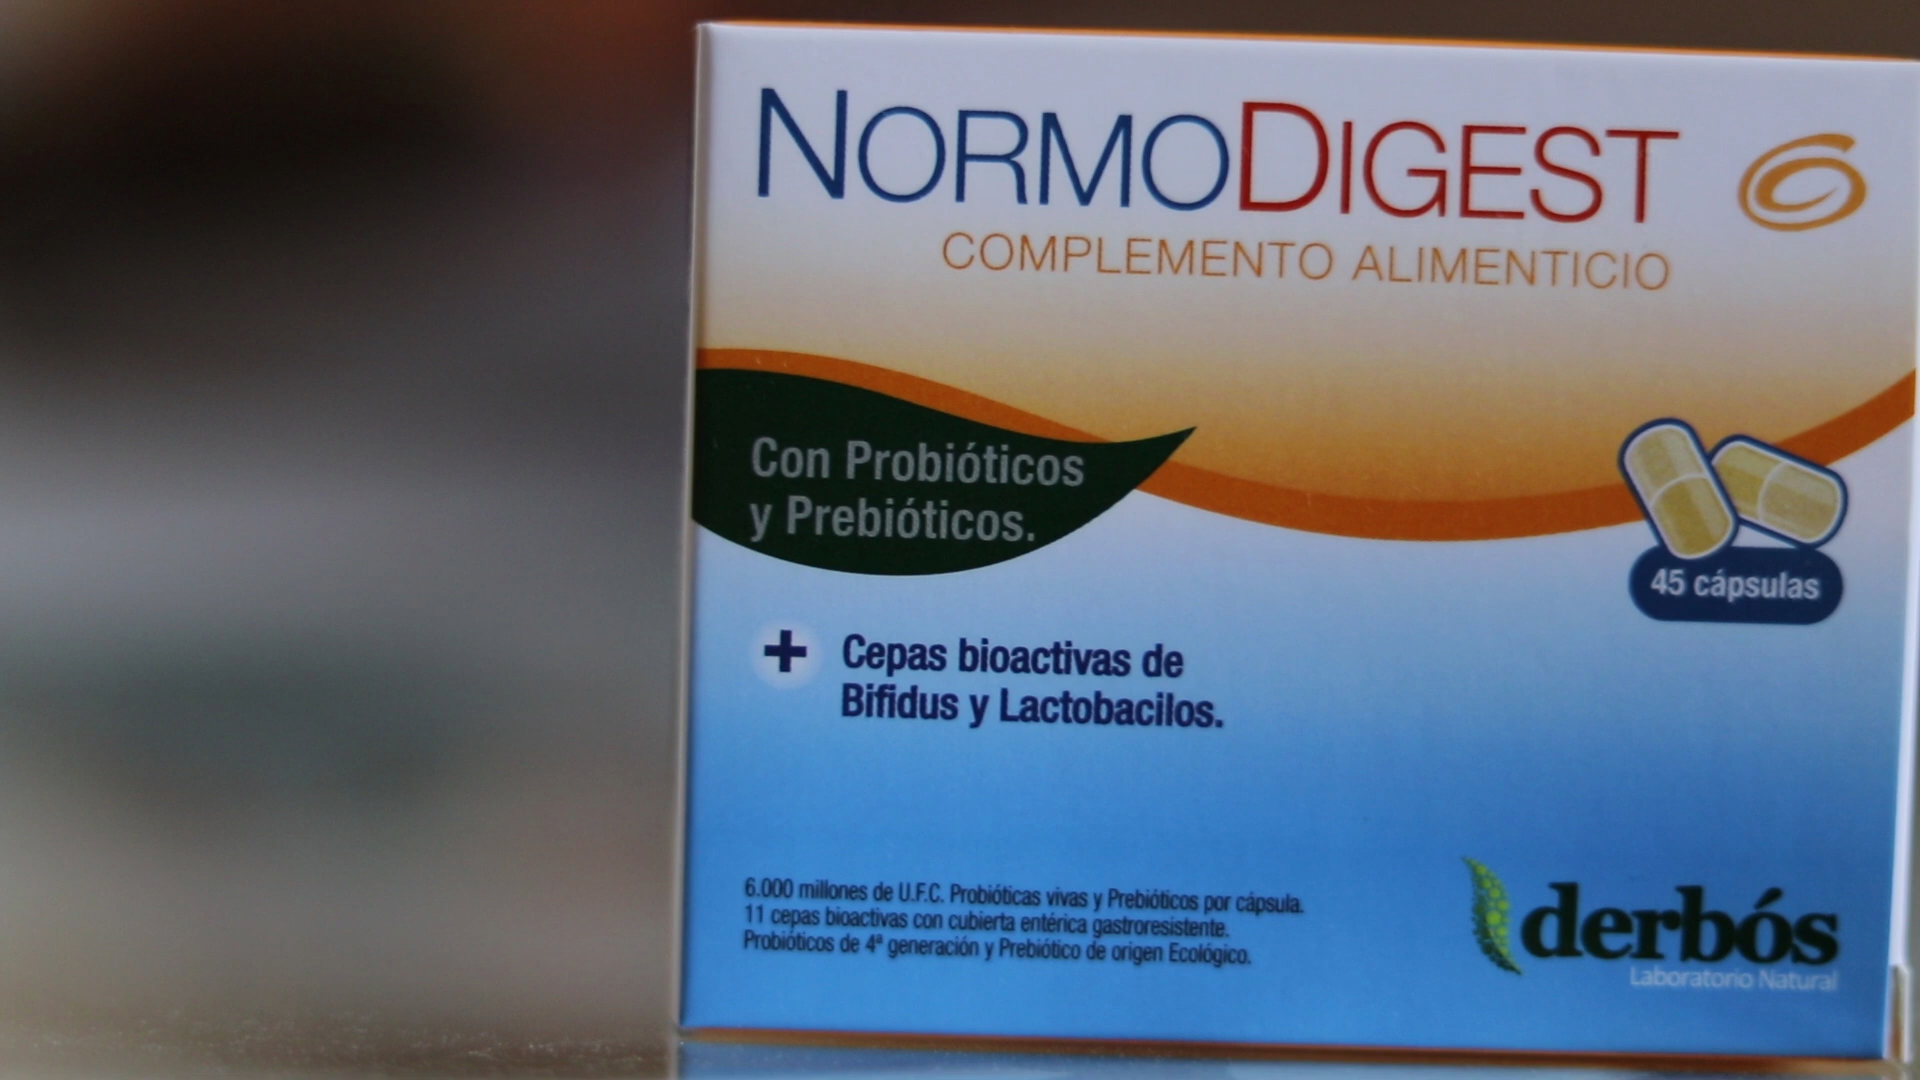 NORMODIGEST
COMPLEMENTO ALIMENTICIO
Con Probióticos
y Prebióticos.
45 cápsulas
+ Cepas bioactivas de
Bifidus y Lactobacilos.
6.000 millones de U.F.C. Probióticas vivas y Prebióticos por cápsula.
11 cepas bioactivas con cubierta entérica gastroresistente.
Probióticos de 4ª generación y Prebiótico de origen Ecológico.
derbós
Laboratorio Natural